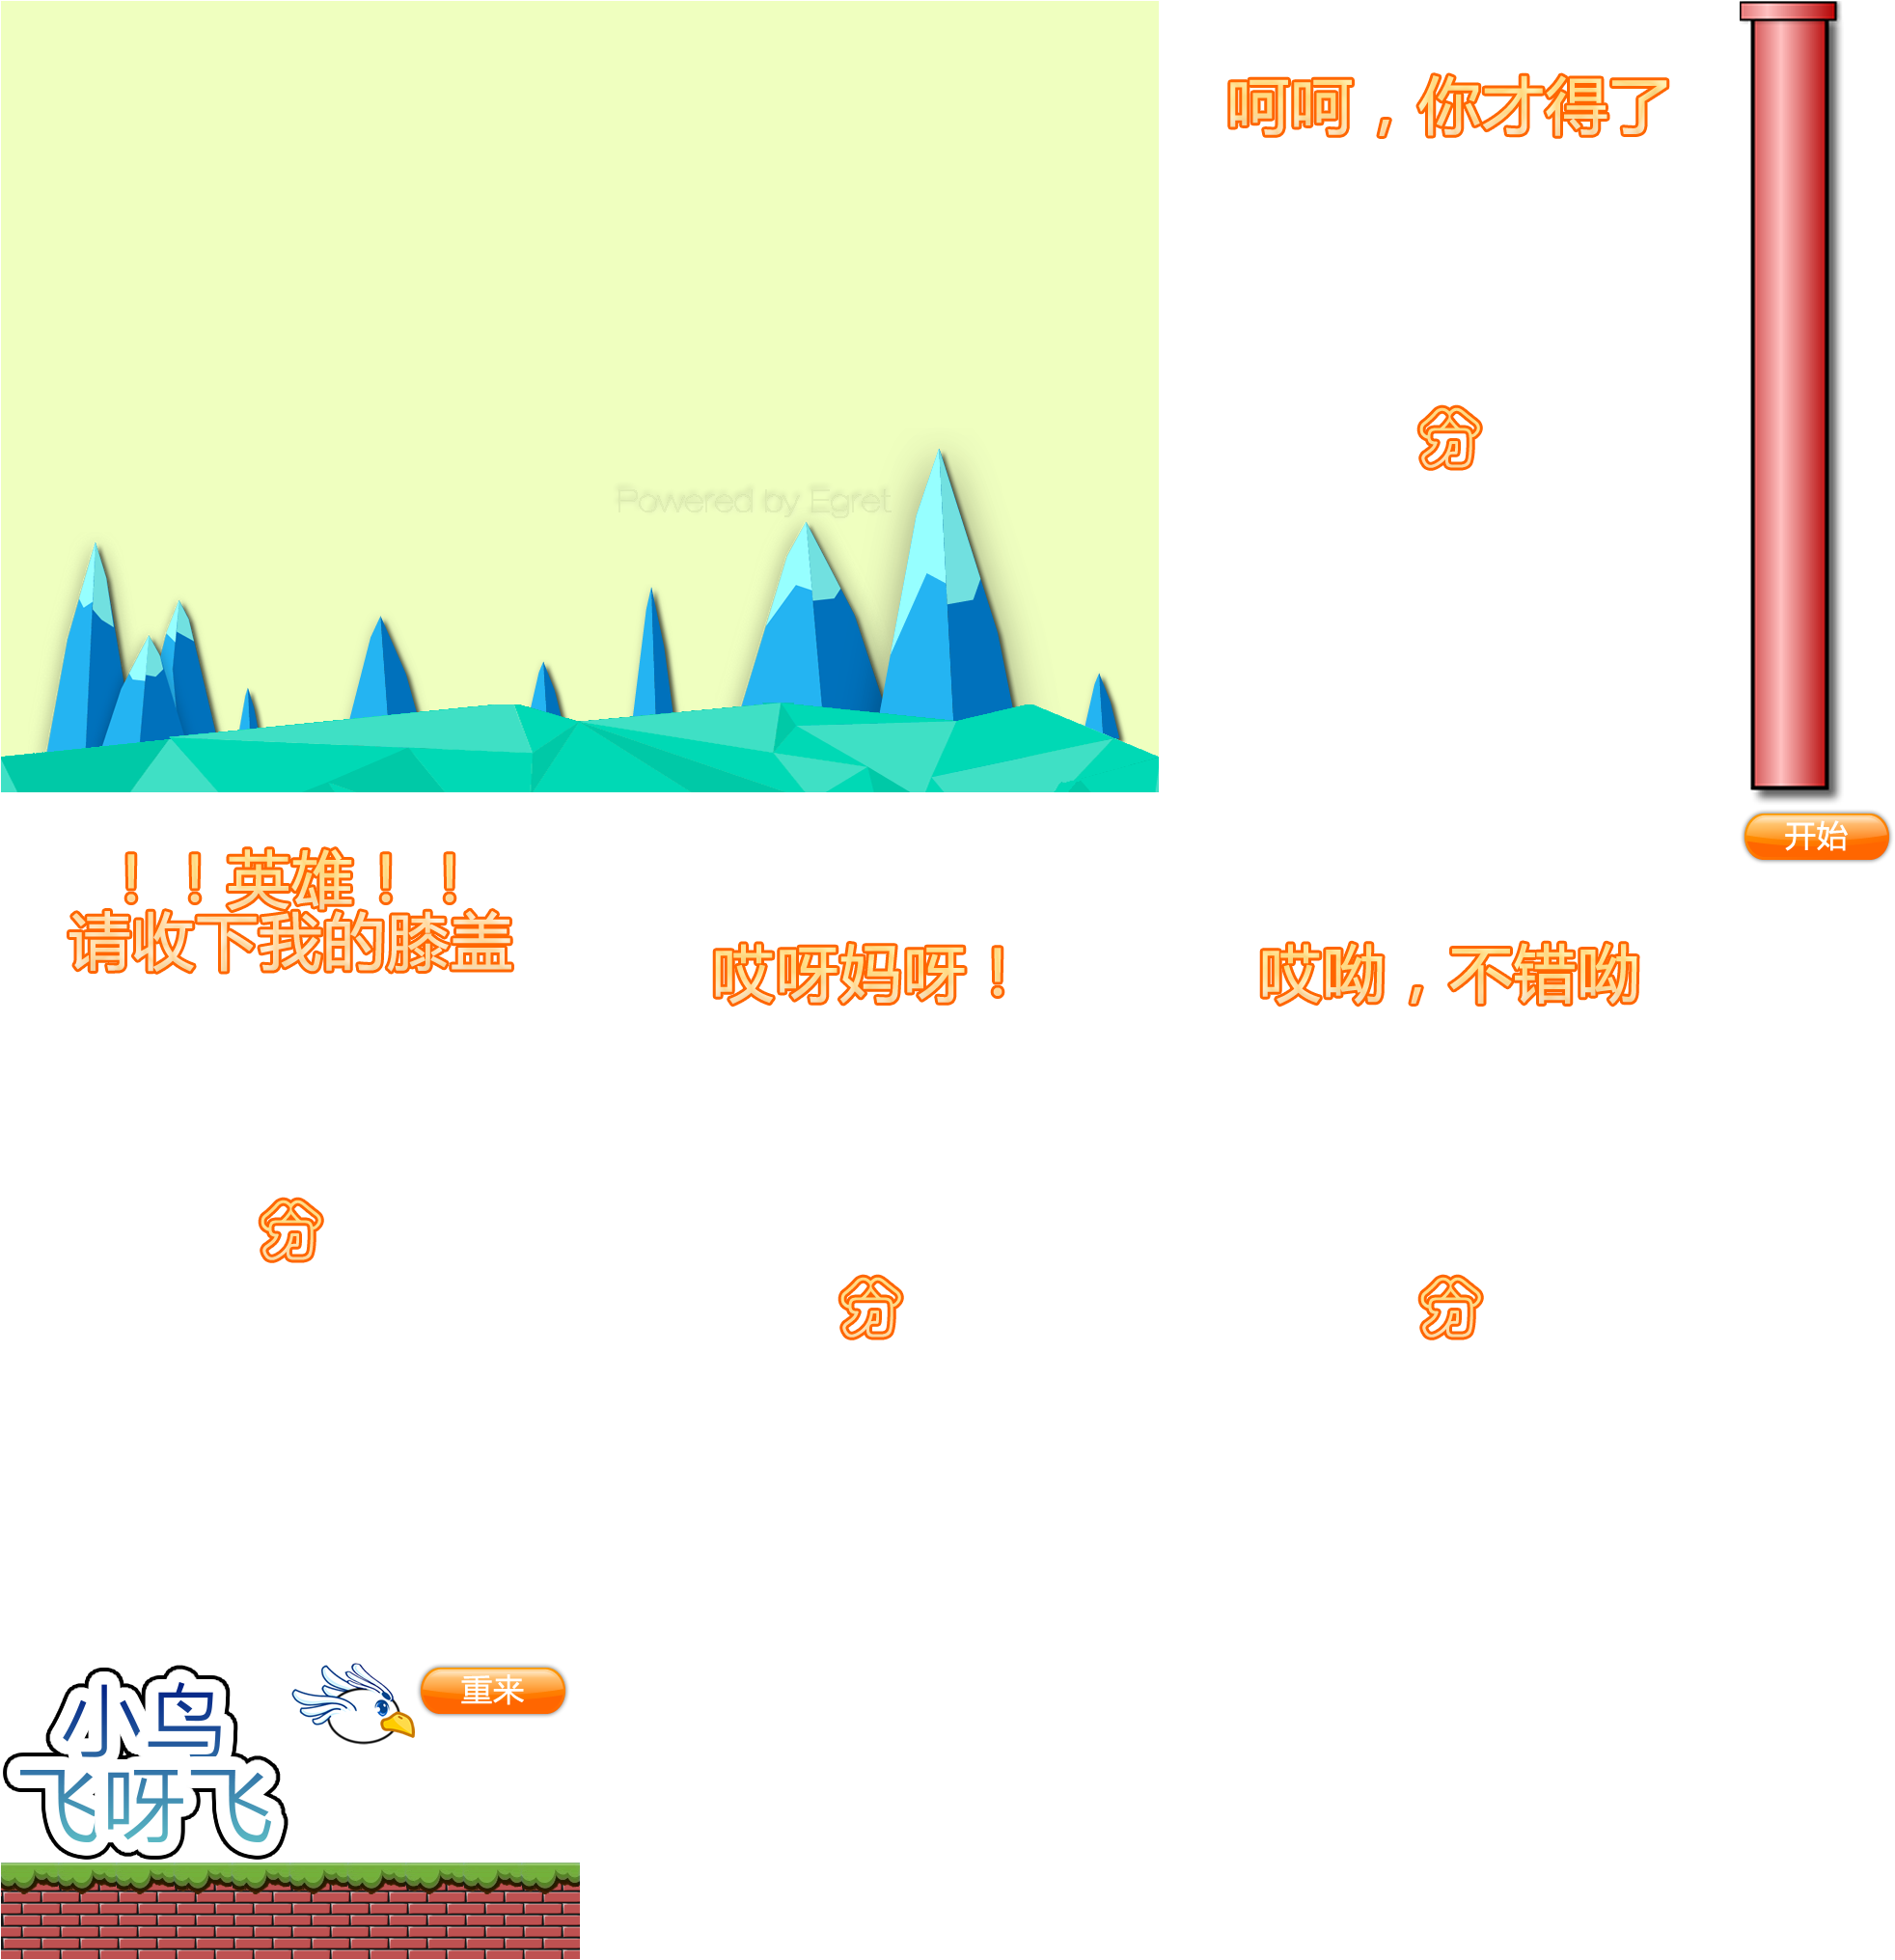 呵呵，你才得了
分
Powered by Egret
开始
！！英雄！！
请收下我的膝盖
分
哎呀妈呀！
分
哎呦，不错呦
分
小鸟
飞呀飞
重来